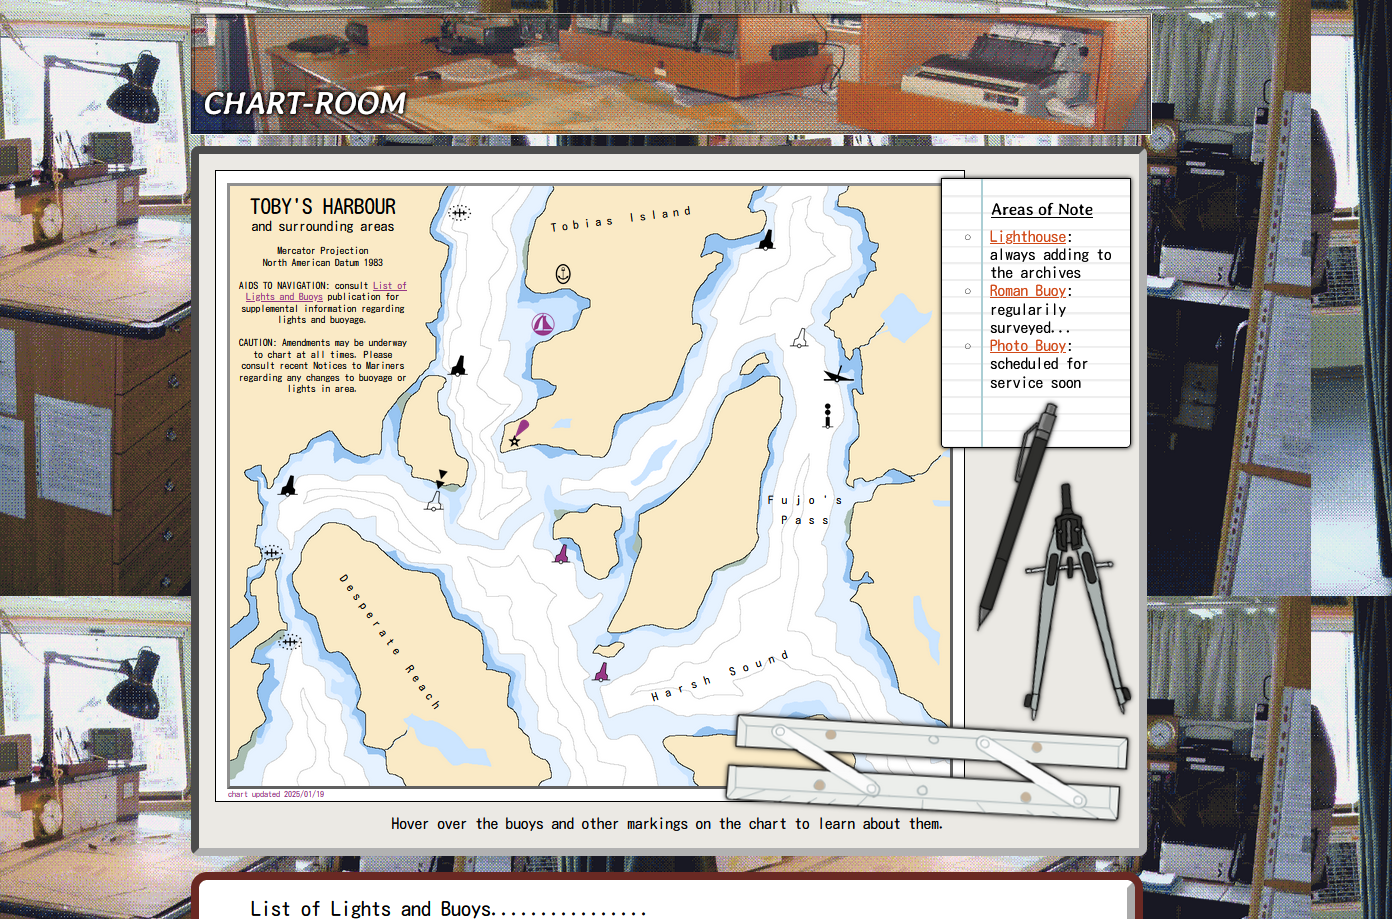 CHART-ROOM
TOBY'S HARBOUR
and surrounding areas
Mercator Projection
North American Datum 1983
AIDS TO NAVIGATION: consult List of
Lights and Buoys publication for
supplemental information regarding
lights and buoyage.
CAUTION: Amendments may be underway
to chart at all times. Please
consult recent Notices to Mariners
regarding any changes to buoyage or
lights in area.
Tobias Island
Fujo's
Pass
Desperate Reach
Harsh Sound
chart updated 2025/01/19
Areas of Note
Lighthouse:
always adding to
the archives
Roman Buoy:
regularily
surveyed...
Photo Buoy:
scheduled for
service soon
Hover over the buoys and other markings on the chart to learn about them.
List of Lights and Buoys................